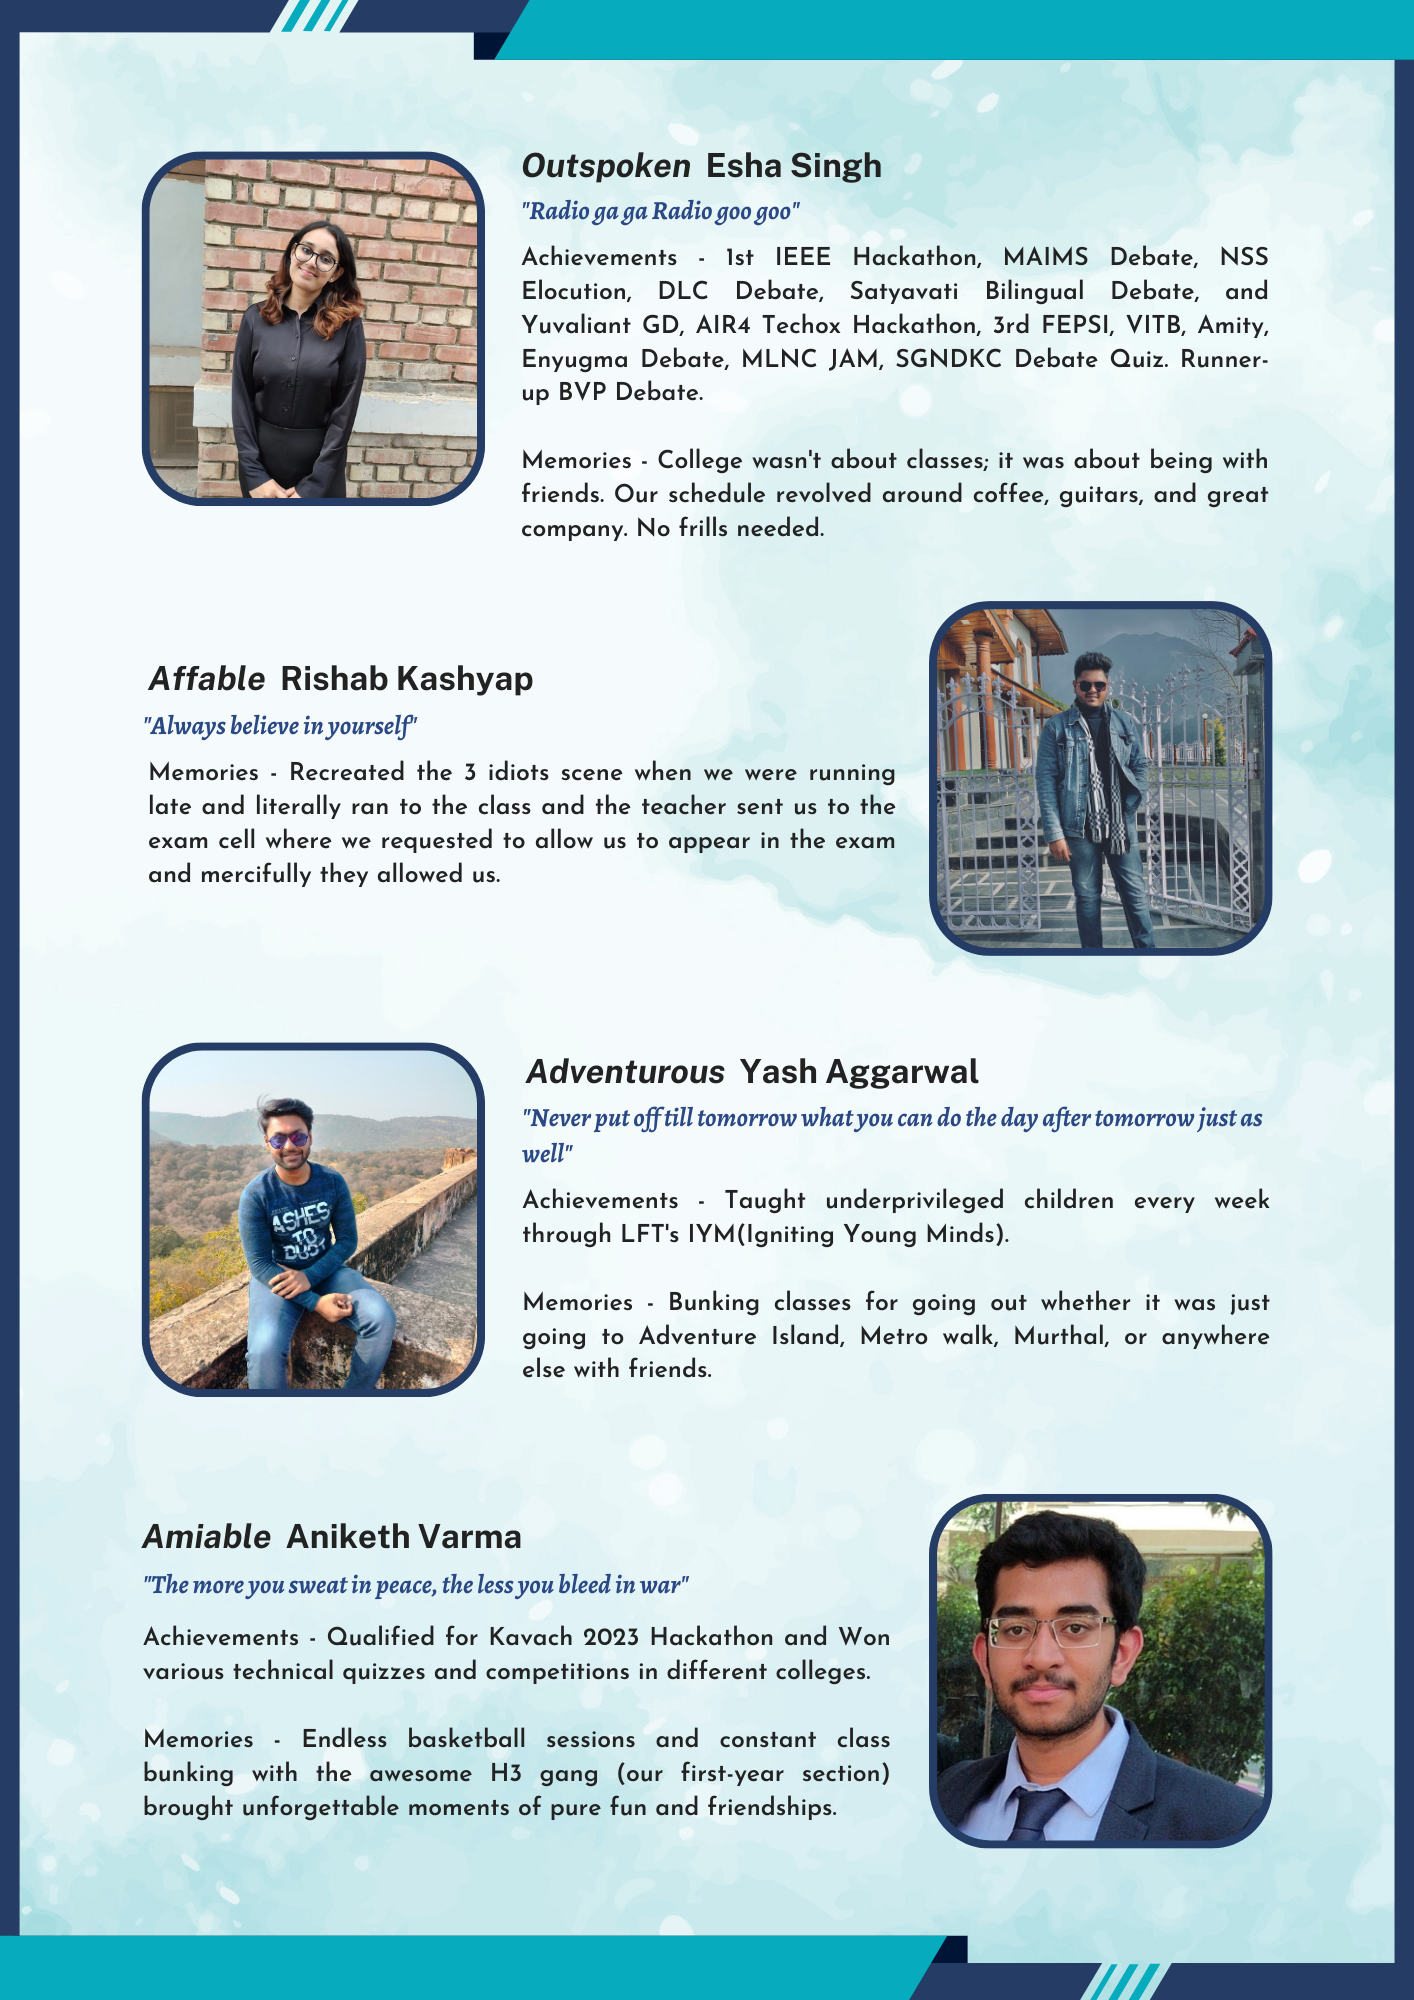 Outspoken Esha Singh
"Radio ga ga Radio goo goo"
Achievements - 1st IEEE Hackathon, MAIMS Debate, NSS
Elocution, DLC Debate, Satyavati Bilingual Debate, and
Yuvaliant GD, AIR4 Techox Hackathon, 3rd FEPSI, VITB, Amity,
Enyugma Debate, MLNC JAM, SGNDKC Debate Quiz. Runner-
up BVP Debate.
Memories - College wasn't about classes; it was about being with
friends. Our schedule revolved around coffee, guitars, and great
company. No frills needed.
Affable Rishab Kashyap
"Always believe in yourself"
Memories - Recreated the 3 idiots scene when we were running
late and literally ran to the class and the teacher sent us to the
exam cell where we requested to allow us to appear in the exam
and mercifully they allowed us.
Adventurous Yash Aggarwal
"Never put off till tomorrow what you can do the day after tomorrow just as
well"
Achievements - Taught underprivileged children every week
through LFT's IYM(Igniting Young Minds).
Memories - Bunking classes for going out whether it was just
going to Adventure Island, Metro walk, Murthal, or anywhere
else with friends.
ASHES
TO
DUST
Amiable Aniketh Varma
"The more you sweat in peace, the less you bleed in war"
Achievements - Qualified for Kavach 2023 Hackathon and Won
various technical quizzes and competitions in different colleges.
Memories - Endless basketball sessions and constant class
bunking with the awesome H3 gang (our first-year section)
brought unforgettable moments of pure fun and friendships.